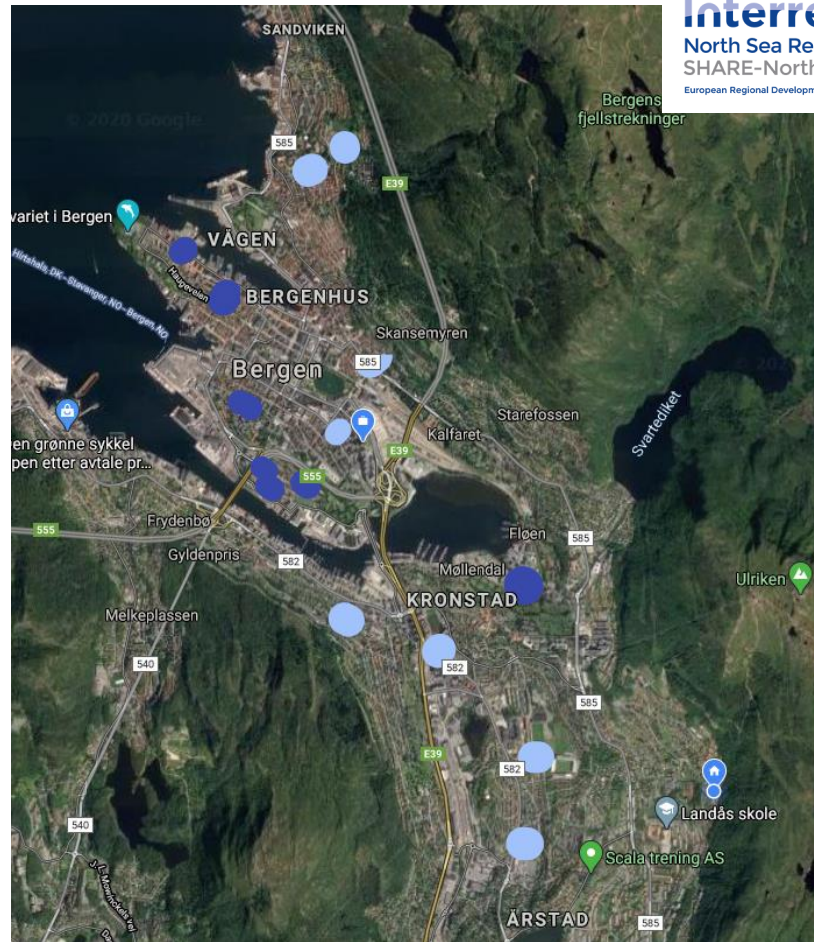 Interre
North Sea Re
SHARE-North
European Regional Developm
SANDVIKEN
© 2020 Google
Bergens
fjellstrekninger
585
E39
variet i Bergen
VÅGEN
Haugeveien
BERGENHUS
Hirtshals, DK - Stavanger, NO - Bergen, NO
Skansemyren
585
Bergen
Svartediket
Starefossen
en grønne sykkel
pen etter avtale pr...
Kalfaret
E39
555
Frydenbø
555
Fløen
585
Gyldenpris
582
Møllendal
Ulriken
KRONSTAD
Melkeplassen
540
582
585
E39
582
Landås skole
540
Scala trening AS
ÅRSTAD
585